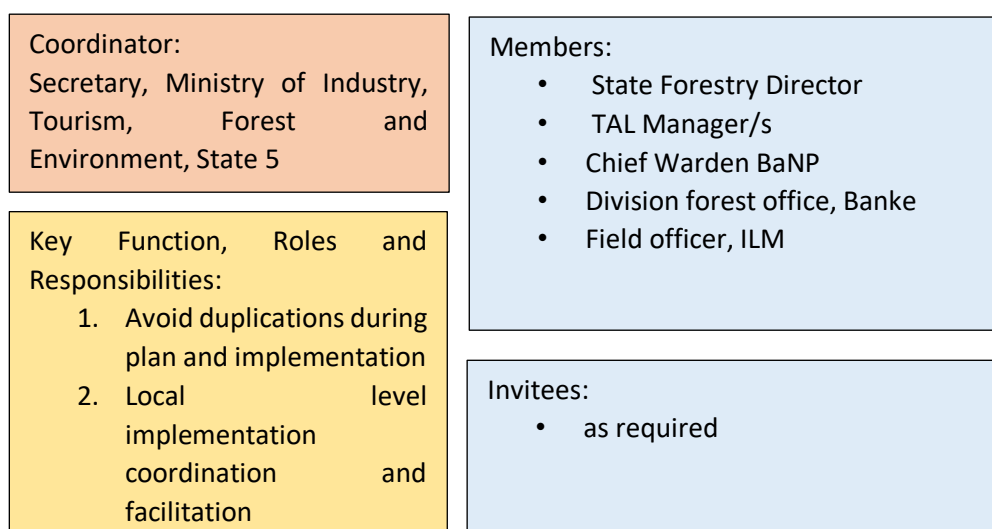 Coordinator:
Secretary, Ministry of Industry,
Tourism, Forest and
Environment, State 5
Key Function, Roles and
Responsibilities:
1. Avoid duplications during
plan and implementation
2. Local level
implementation
coordination and
facilitation
Members:
• State Forestry Director
• TAL Manager/s
• Chief Warden BaNP
• Division forest office, Banke
• Field officer, ILM
Invitees:
• as required